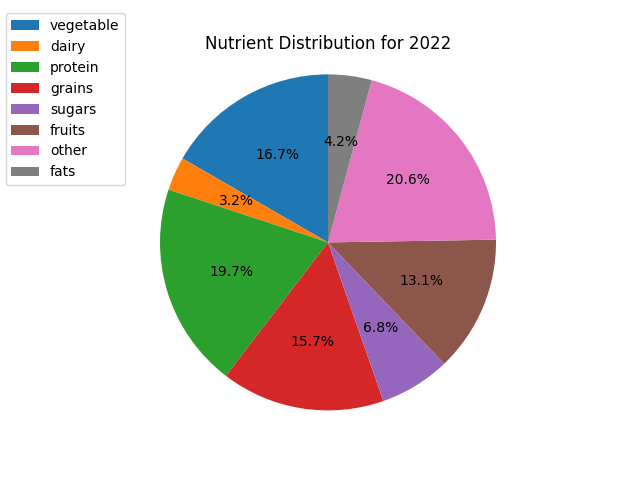 Nutrient Distribution for 2022
vegetable
dairy
protein
grains
sugars
fruits
other
fats
16.7%
3.2%
19.7%
15.7%
6.8%
13.1%
20.6%
4.2%